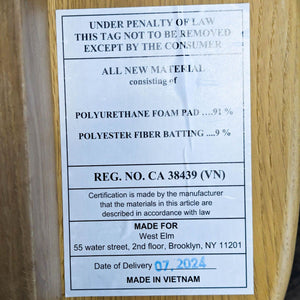 UNDER PENALTY OF LAW
THIS TAG NOT TO BE REMOVED
EXCEPT BY THE CONSUMER
ALL NEW MATERIAL
consisting of
POLYURETHANE FOAM PAD ….91 %
POLYESTER FIBER BATTING ....9 %
REG. NO. CA 38439 (VN)
Certification is made by the manufacturer
that the materials in this article are
described in accordance with law
MADE FOR
West Elm
55 water street, 2nd floor, Brooklyn, NY 11201
Date of Delivery 07, 2024
MADE IN VIETNAM